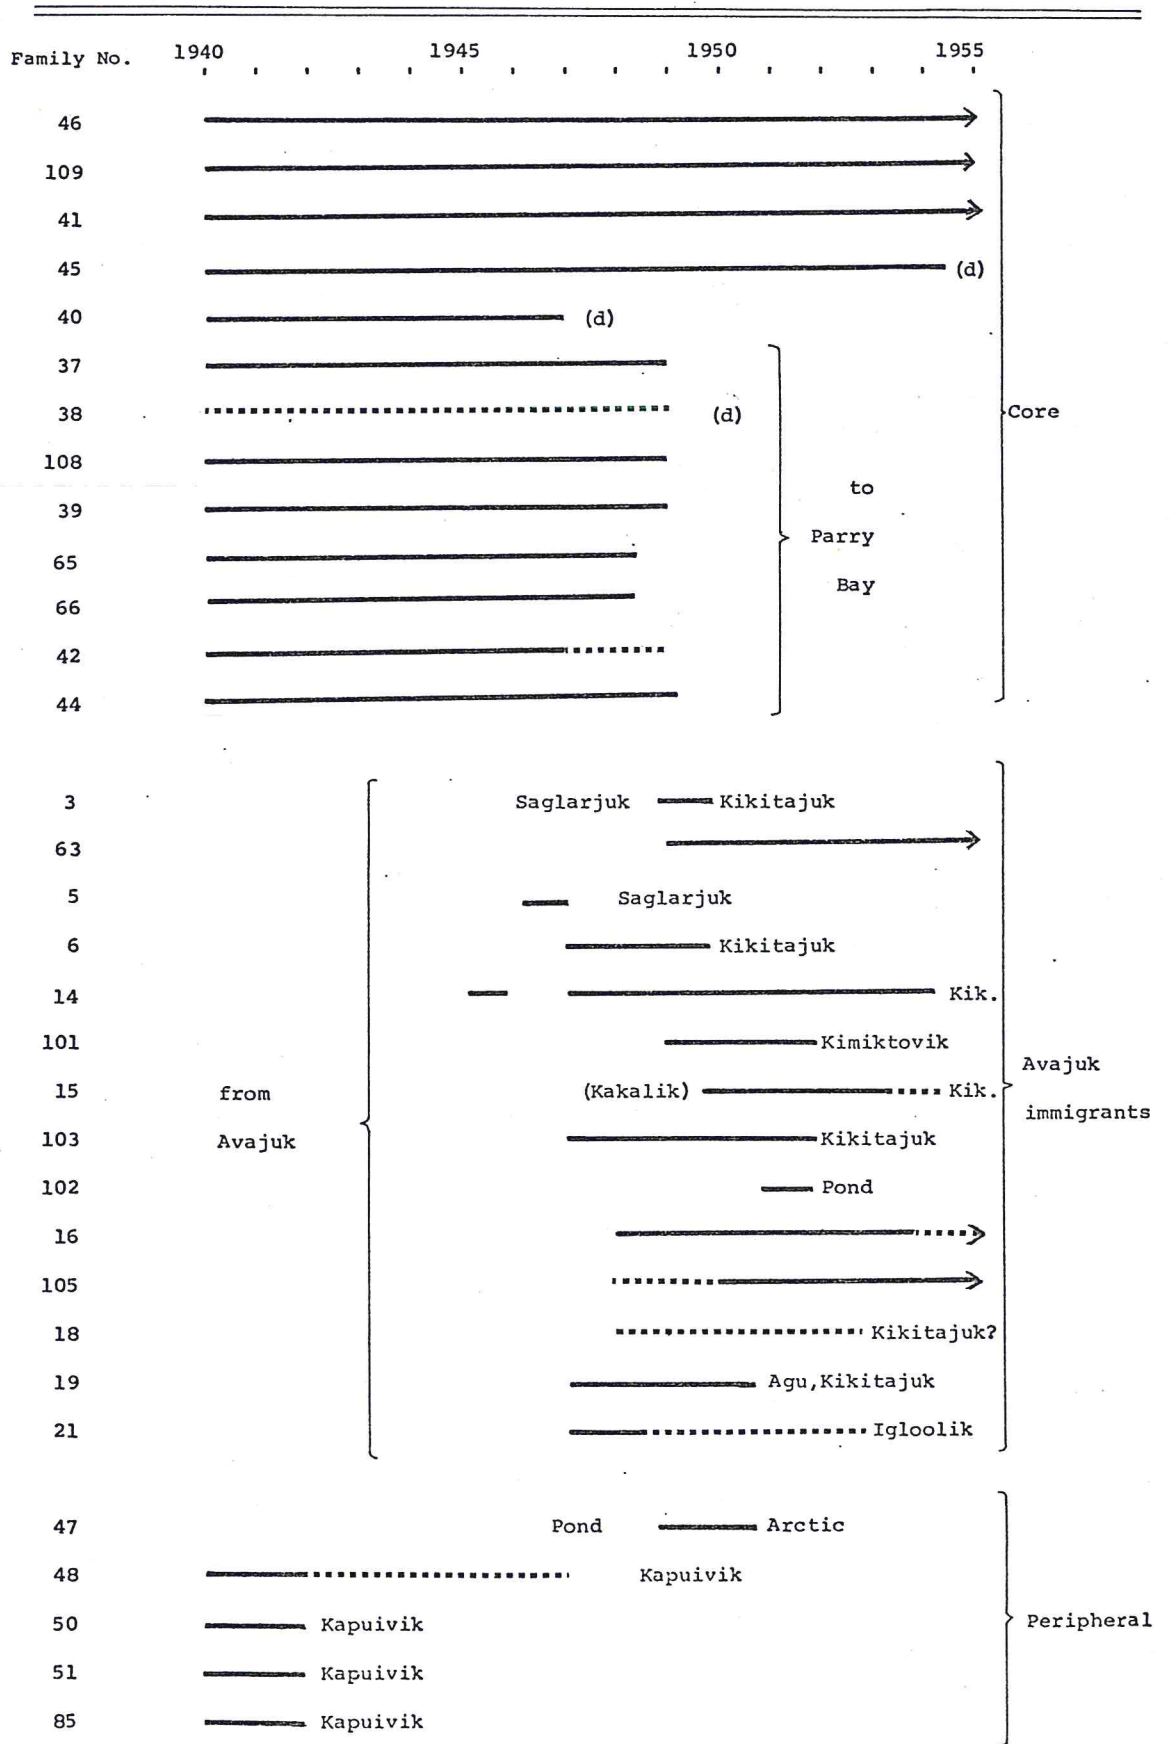 Family No. 1940 1945 1950 1955
46
109
41
45 (d)
40 (d)
37
38 (d) Core
108
to
39
Parry
65
Bay
66
42
44
3 Saglarjuk Kikitajuk
63
5 Saglarjuk
6 Kikitajuk
14 Kik.
101 Kimiktovik
Avajuk
15 from (Kakalik) Kik.
immigrants
103 Avajuk Kikitajuk
102 Pond
16
105
18 Kikitajuk?
19 Agu,Kikitajuk
21 Igloolik
47 Pond Arctic
48 Kapuivik
50 Kapuivik Peripheral
51 Kapuivik
85 Kapuivik